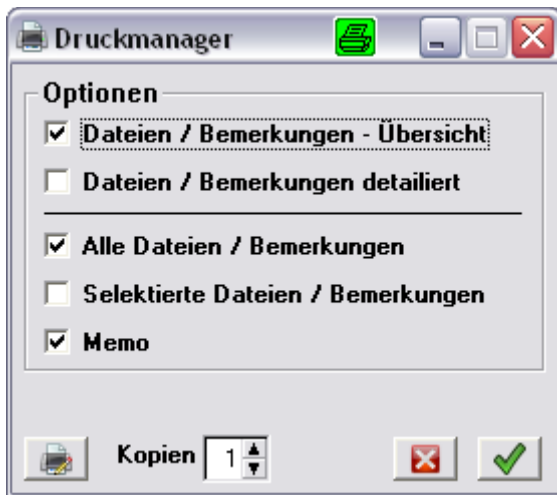 Druckmanager
Optionen
Dateien / Bemerkungen - Übersicht
Dateien / Bemerkungen detailiert
Alle Dateien / Bemerkungen
Selektierte Dateien / Bemerkungen
Memo
Kopien 1